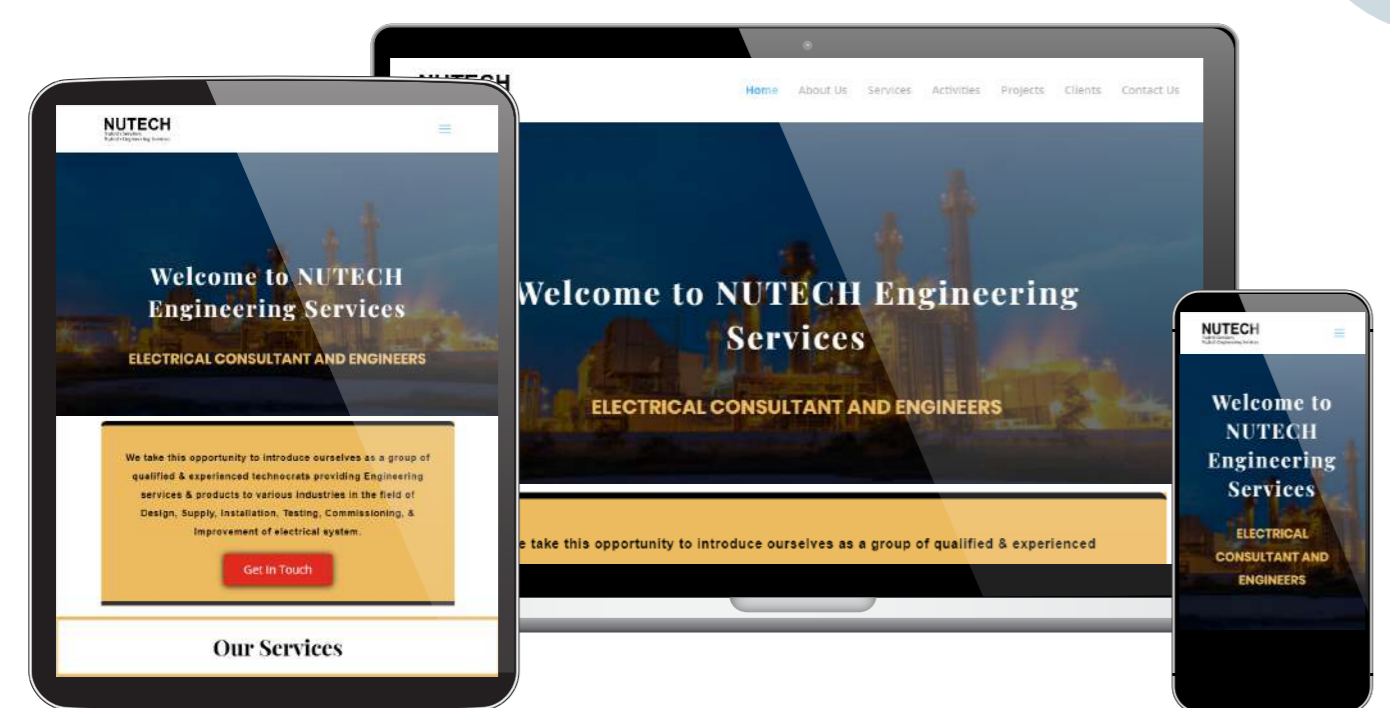 NUTECH
Welcome to NUTECH
Engineering Services
ELECTRICAL CONSULTANT AND ENGINEERS
We take this opportunity to introduce ourselves as a group of
qualified & experienced technocrats providing Engineering
services & products to various industries in the field of
Design, Supply, Installation, Testing, Commissioning, &
Improvement of electrical system.
Get In Touch
Our Services
NUTECH
Home About Us Services Activities Projects Clients Contact Us
Welcome to NUTECH Engineering
Services
ELECTRICAL CONSULTANT AND ENGINEERS
take this opportunity to introduce ourselves as a group of qualified & experienced
NUTECH
Welcome to
NUTECH
Engineering
Services
ELECTRICAL
CONSULTANT AND
ENGINEERS